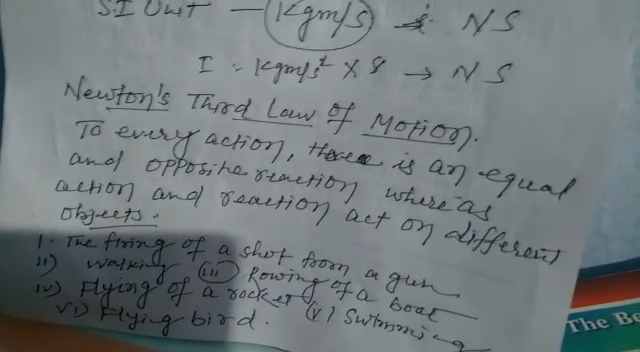 S.I Unit — Kgm/s & NS
I = Kgm/s² X S → NS
Newton's Third Law of Motion.
To every action, there is an equal
and opposite reaction where as
action and reaction act on different
objects.
1. The firing of a shot from a gun
ii) walking (iii) Rowing of a boat
iv) Flying of a rocket (v) Swimming
vi) Flying bird.
The Be